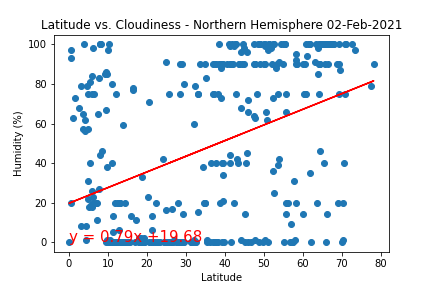 Latitude vs. Cloudiness - Northern Hemisphere 02-Feb-2021
Humidity (%)
100
80
60
40
20
0
y = 0.79x +19.68
0 10 20 30 40 50 60 70 80
Latitude